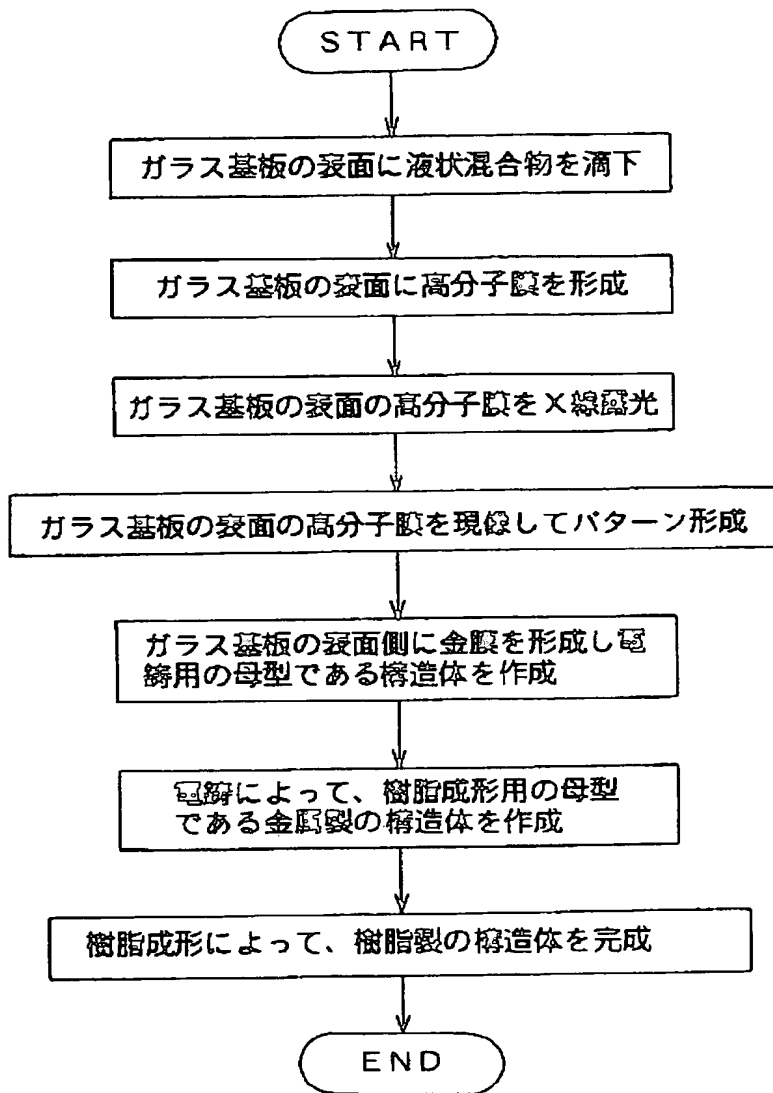 START
ガラス基板の表面に液状混合物を滴下
ガラス基板の表面に高分子膜を形成
ガラス基板の表面の高分子膜をX線露光
ガラス基板の表面の高分子膜を現像してパターン形成
ガラス基板の表面側に金膜を形成し電
鋳用の母型である構造体を作成
電鋳によって、樹脂成形用の母型
である金属製の構造体を作成
樹脂成形によって、樹脂製の構造体を完成
END